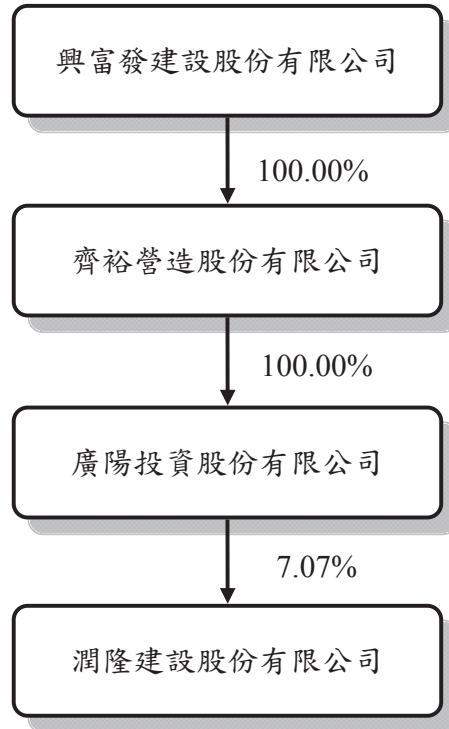 興富發建設股份有限公司
100.00%
齊裕營造股份有限公司
100.00%
廣陽投資股份有限公司
7.07%
潤隆建設股份有限公司